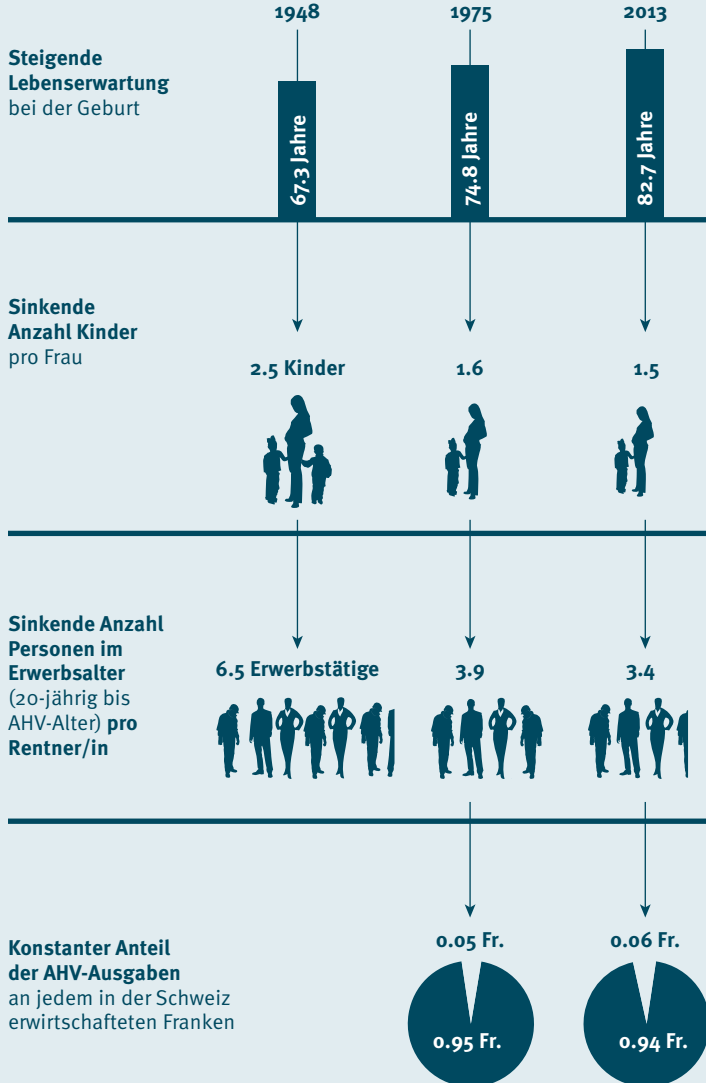 1948 1975 2013
Steigende
Lebenserwartung
bei der Geburt
67.3 Jahre
74.8 Jahre
82.7 Jahre
Sinkende
Anzahl Kinder
pro Frau
2.5 Kinder 1.6 1.5
Sinkende Anzahl
Personen im
Erwerbsalter
(20-jährig bis
AHV-Alter) pro
Rentner/in
6.5 Erwerbstätige 3.9 3.4
Konstanter Anteil
der AHV-Ausgaben
an jedem in der Schweiz
erwirtschafteten Franken
0.05 Fr. 0.06 Fr.
0.95 Fr. 0.94 Fr.